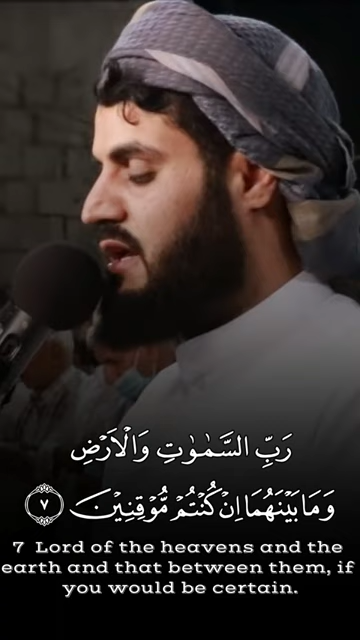 رَبِّ السَّمٰوٰتِ وَالْاَرْضِ
وَمَا بَيْنَهُمَا اِنْ كُنْتُمْ مُّوْقِنِيْنَ ٧
7 Lord of the heavens and the
earth and that between them, if
you would be certain.